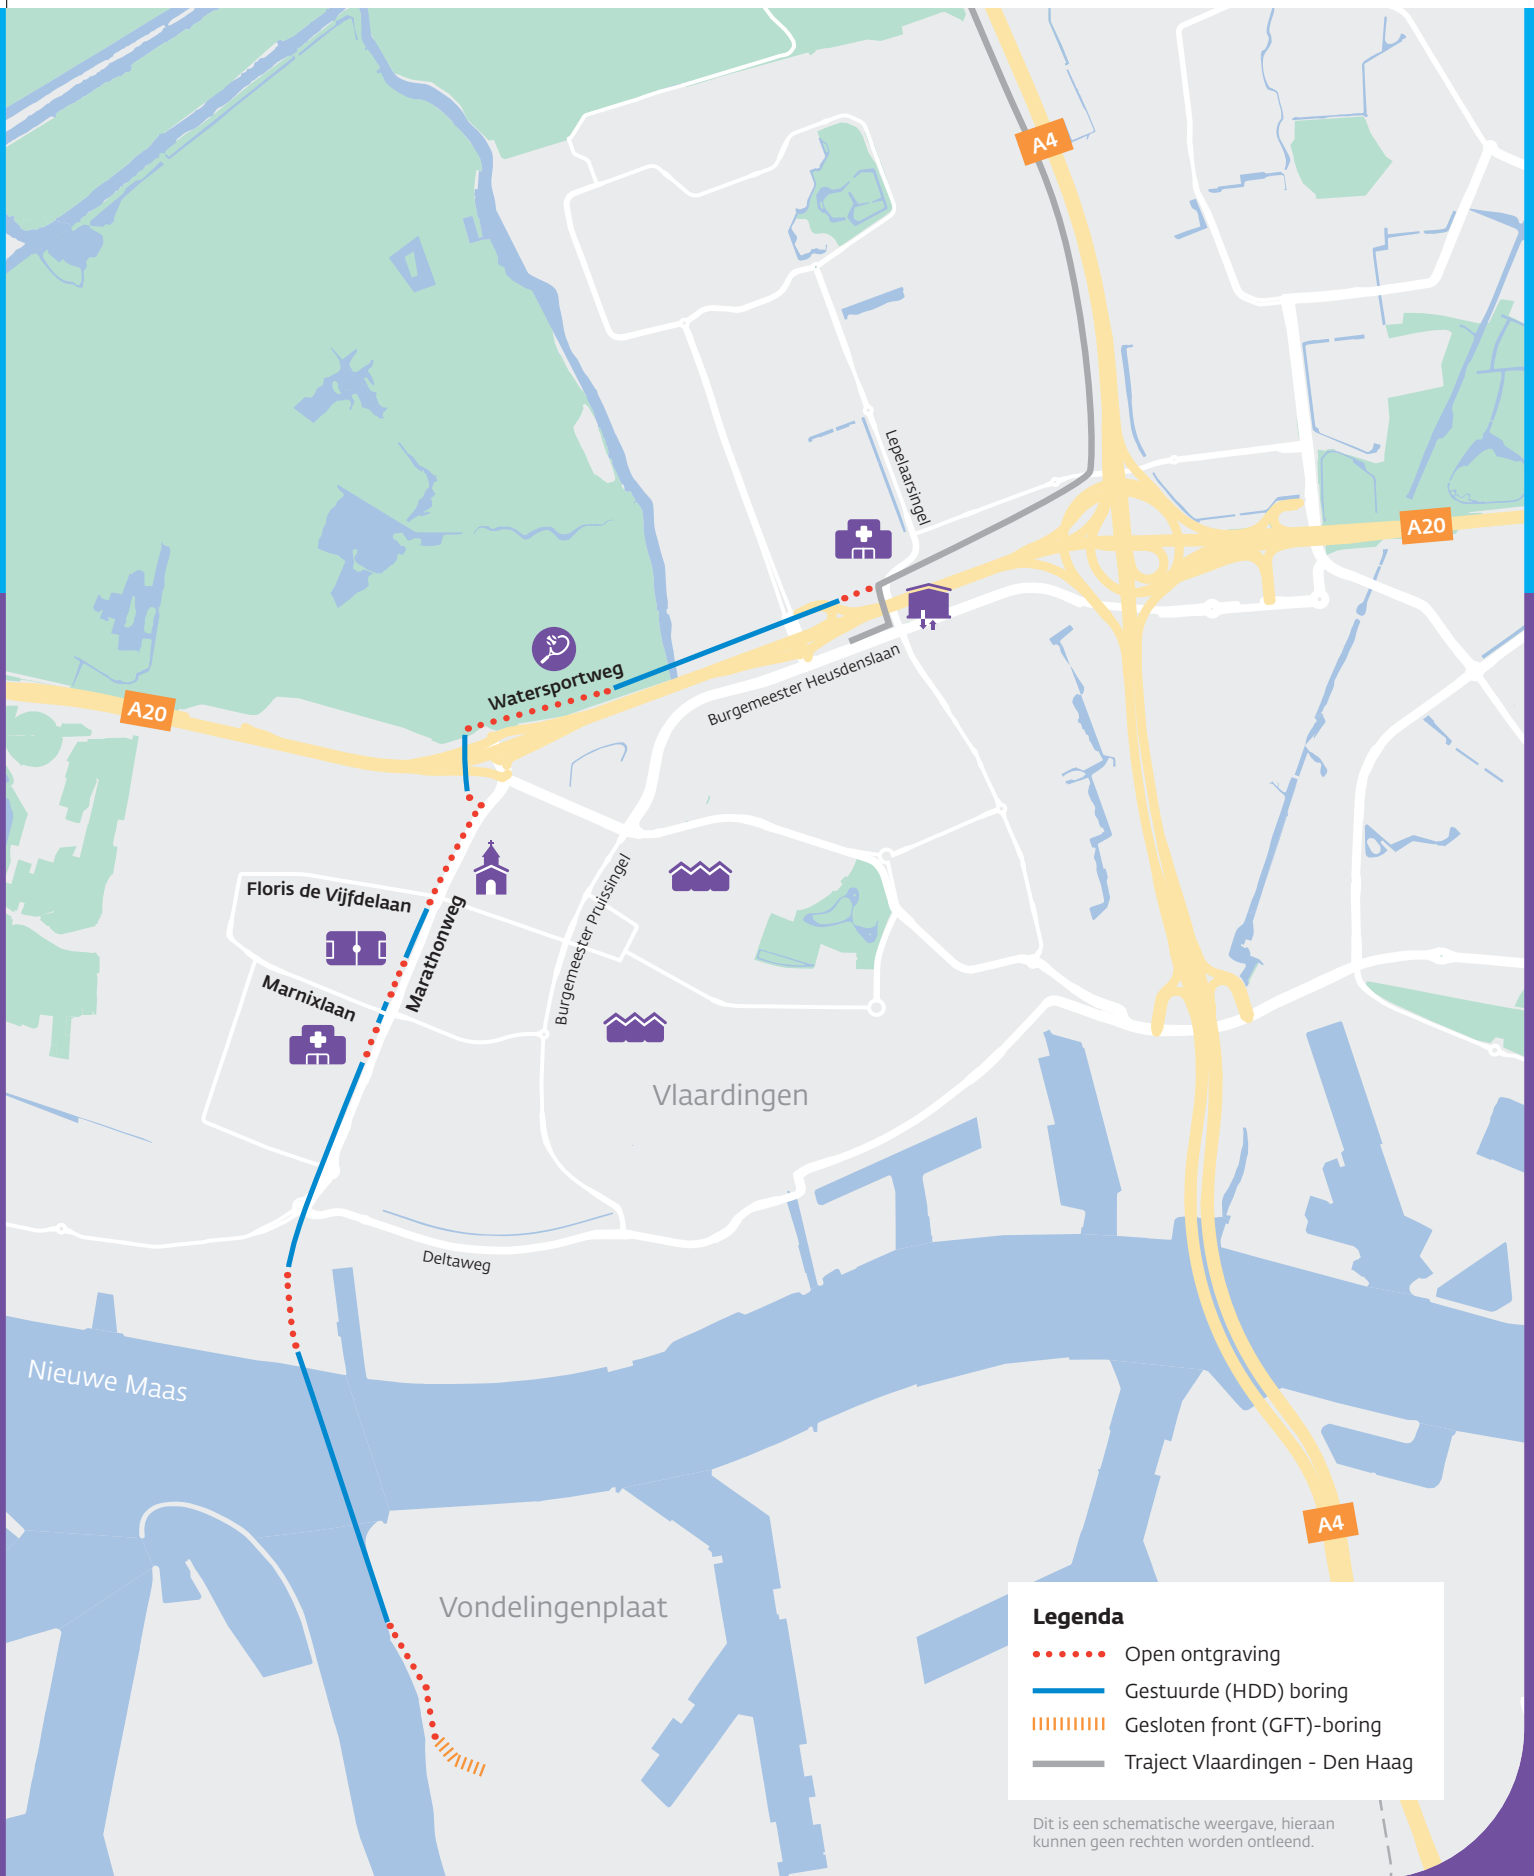 A4
Lepelaarsingel
A20
Watersportweg
A20
Burgemeester Heusdenslaan
Floris de Vijfdelaan
Marathonweg
Burgemeester Pruissingel
Marnixlaan
Vlaardingen
Deltaweg
Nieuwe Maas
A4
Vondelingenplaat
Legenda
Open ontgraving
Gestuurde (HDD) boring
Gesloten front (GFT)-boring
Traject Vlaardingen - Den Haag
Dit is een schematische weergave, hieraan
kunnen geen rechten worden ontleend.